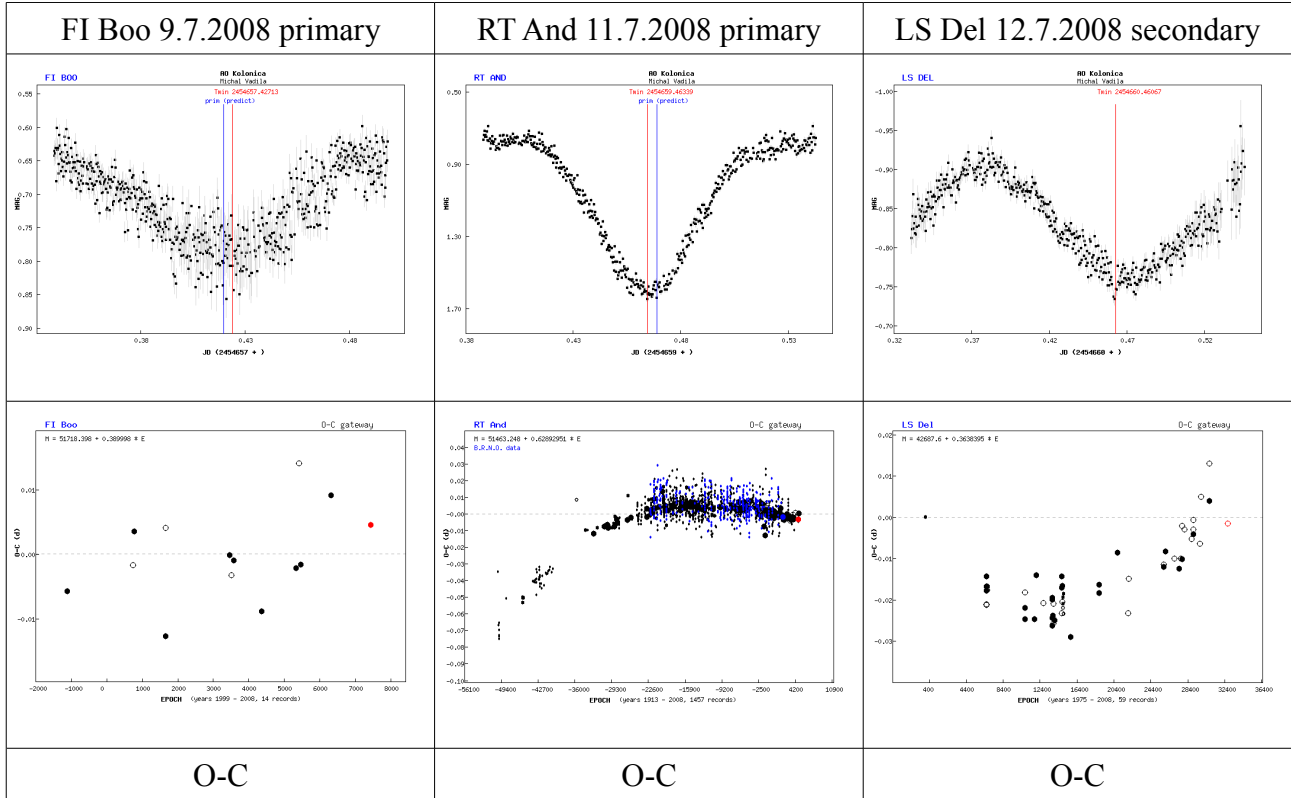 FI Boo 9.7.2008 primary
RT And 11.7.2008 primary
LS Del 12.7.2008 secondary
FI BOO
AO Kolonica
Michal Vadila
Tmin 2454657.42713
prim (predict)
0.55
0.60
0.65
0.70
MAG
0.75
0.80
0.85
0.90
0.38
0.43
0.48
JD (2454657 + )
RT AND
AO Kolonica
Michal Vadila
Tmin 2454659.46339
prim (predict)
0.50
0.90
MAG
1.30
1.70
0.38
0.43
0.48
0.53
JD (2454659 + )
LS DEL
AO Kolonica
Michal Vadila
Tmin 2454660.46067
-1.00
-0.95
-0.90
-0.85
MAG
-0.80
-0.75
-0.70
0.32
0.37
0.42
0.47
0.52
JD (2454660 + )
FI Boo
O-C gateway
M = 51718.398 + 0.389998 * E
0.01
O-C (d)
0.00
-0.01
-2000
-1000
0
1000
2000
3000
4000
5000
6000
7000
8000
EPOCH (years 1999 - 2008, 14 records)
RT And
O-C gateway
M = 51463.248 + 0.62892951 * E
B.R.N.O. data
0.04
0.03
0.01
0.00
-0.01
-0.03
O-C (d)
-0.04
-0.05
-0.06
-0.07
-0.09
-0.10
-56100
-49400
-42700
-36000
-29300
-22600
-15900
-9200
-2500
4200
10900
EPOCH (years 1913 - 2008, 1457 records)
LS Del
O-C gateway
M = 42687.6 + 0.3638395 * E
0.02
0.01
0.00
O-C (d)
-0.01
-0.02
-0.03
400
4400
8400
12400
16400
20400
24400
28400
32400
36400
EPOCH (years 1975 - 2008, 59 records)
O-C
O-C
O-C